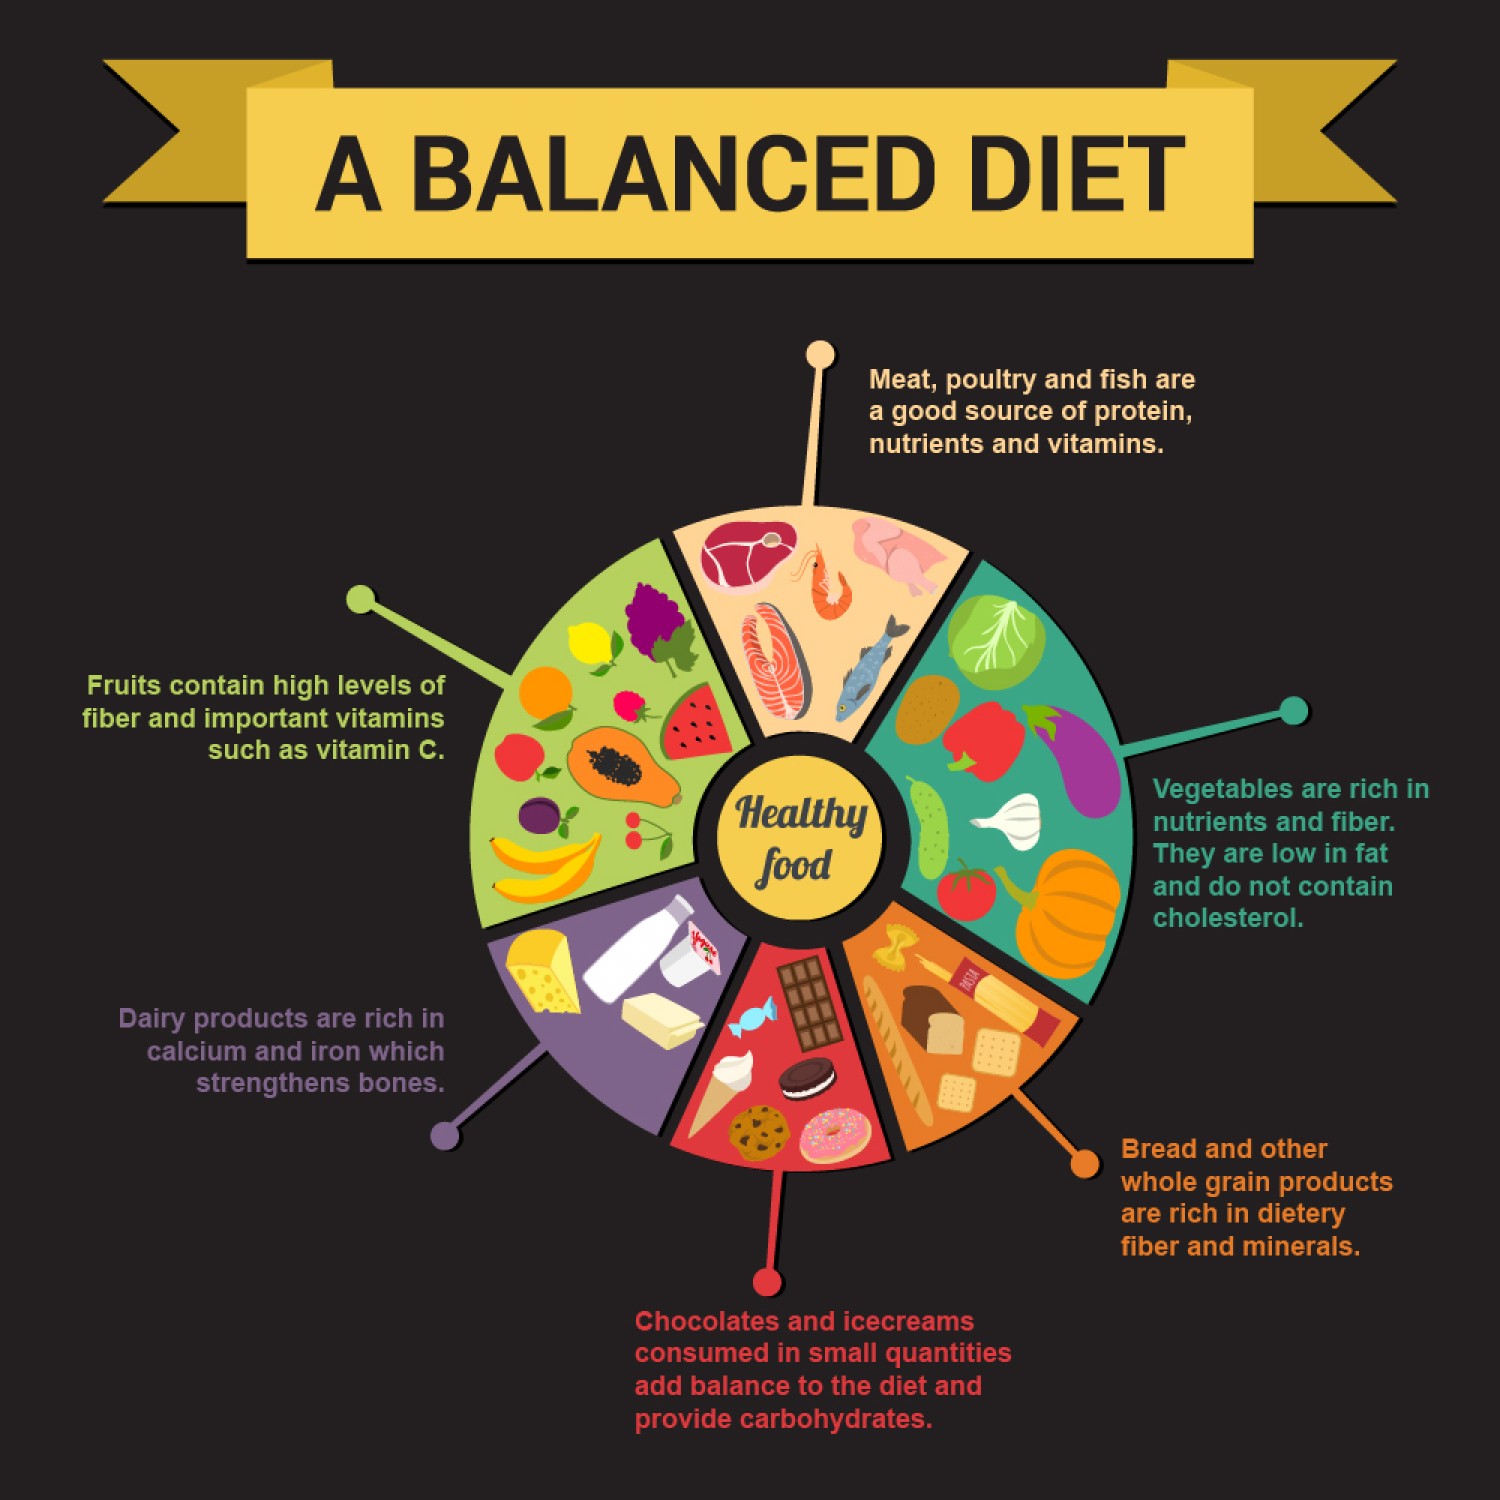 A BALANCED DIET
Meat, poultry and fish are
a good source of protein,
nutrients and vitamins.
Fruits contain high levels of
fiber and important vitamins
such as vitamin C.
Vegetables are rich in
nutrients and fiber.
They are low in fat
and do not contain
cholesterol.
Healthy
food
PASTA
Dairy products are rich in
calcium and iron which
strengthens bones.
Bread and other
whole grain products
are rich in dietery
fiber and minerals.
Chocolates and icecreams
consumed in small quantities
add balance to the diet and
provide carbohydrates.